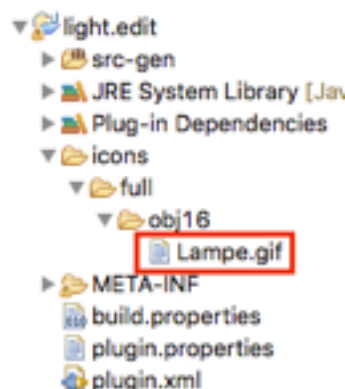 light.edit
src-gen
JRE System Library [Jav
Plug-in Dependencies
icons
full
obj16
Lampe.gif
META-INF
build.properties
plugin.properties
plugin.xml